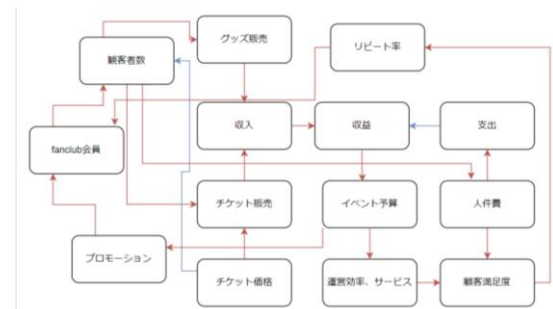 グッズ販売
リピート率
観客者数
収入
収益
支出
fanclub会員
チケット販売
イベント予算
人件費
プロモーション
チケット価格
運営効率、サービス
顧客満足度